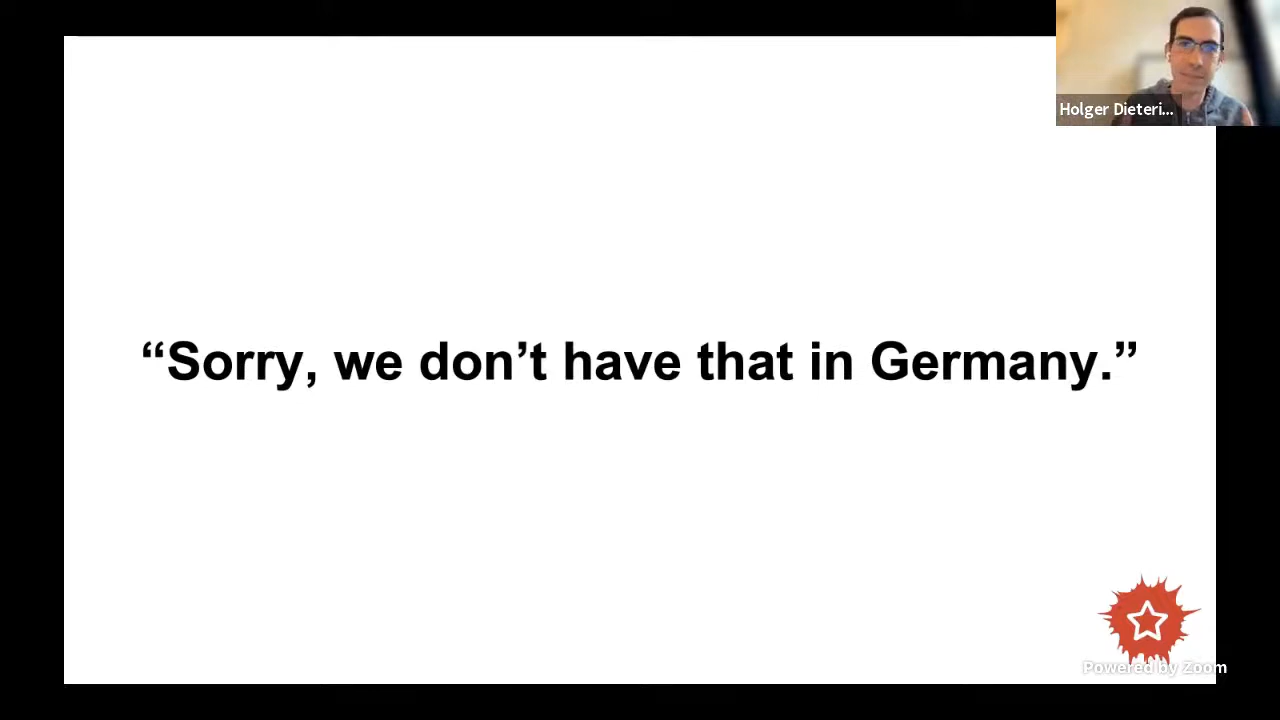 Holger Dieteri...
“Sorry, we don’t have that in Germany.”
Powered by Zoom